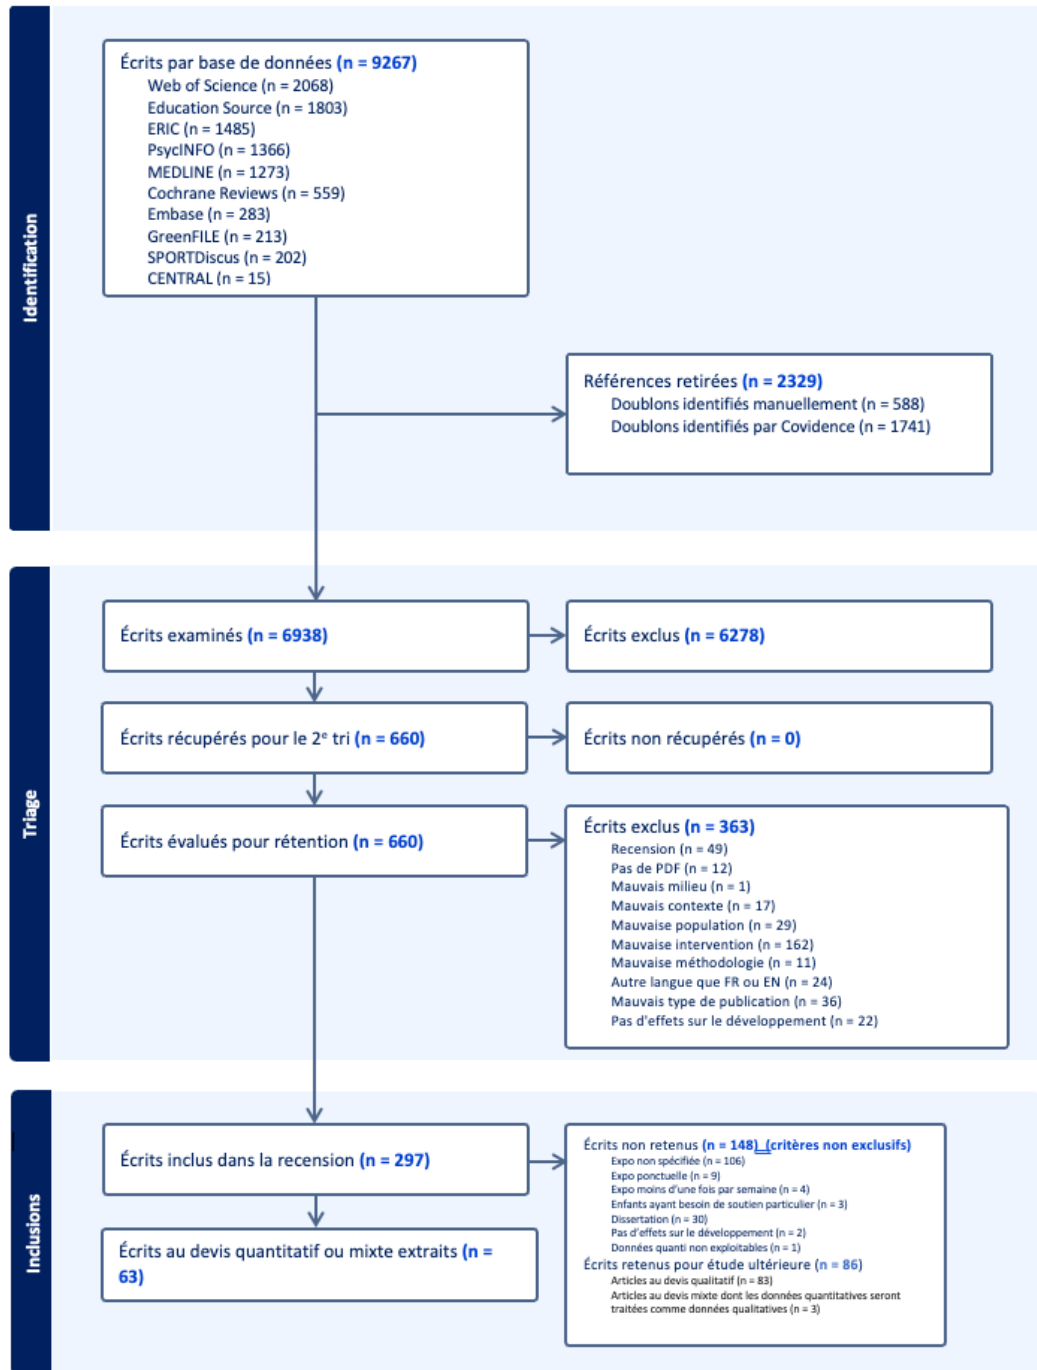 Identification
Écrits par base de données (n = 9267)
Web of Science (n = 2068)
Education Source (n = 1803)
ERIC (n = 1485)
PsycINFO (n = 1366)
MEDLINE (n = 1273)
Cochrane Reviews (n = 559)
Embase (n = 283)
GreenFILE (n = 213)
SPORTDiscus (n = 202)
CENTRAL (n = 15)
Références retirées (n = 2329)
Doublons identifiés manuellement (n = 588)
Doublons identifiés par Covidence (n = 1741)
Triage
Écrits examinés (n = 6938)
Écrits exclus (n = 6278)
Écrits récupérés pour le 2e tri (n = 660)
Écrits non récupérés (n = 0)
Écrits évalués pour rétention (n = 660)
Écrits exclus (n = 363)
Recension (n = 49)
Pas de PDF (n = 12)
Mauvais milieu (n = 1)
Mauvais contexte (n = 17)
Mauvaise population (n = 29)
Mauvaise intervention (n = 162)
Mauvaise méthodologie (n = 11)
Autre langue que FR ou EN (n = 24)
Mauvais type de publication (n = 36)
Pas d'effets sur le développement (n = 22)
Inclusions
Écrits inclus dans la recension (n = 297)
Écrits non retenus (n = 148) (critères non exclusifs)
Expo non spécifiée (n = 106)
Expo ponctuelle (n = 9)
Expo moins d'une fois par semaine (n = 4)
Enfants ayant besoin de soutien particulier (n = 3)
Dissertation (n = 30)
Pas d'effets sur le développement (n = 2)
Données quanti non exploitables (n = 1)
Écrits retenus pour étude ultérieure (n = 86)
Articles au devis qualitatif (n = 83)
Articles au devis mixte dont les données quantitatives seront
traitées comme données qualitatives (n = 3)
Écrits au devis quantitatif ou mixte extraits (n =
63)